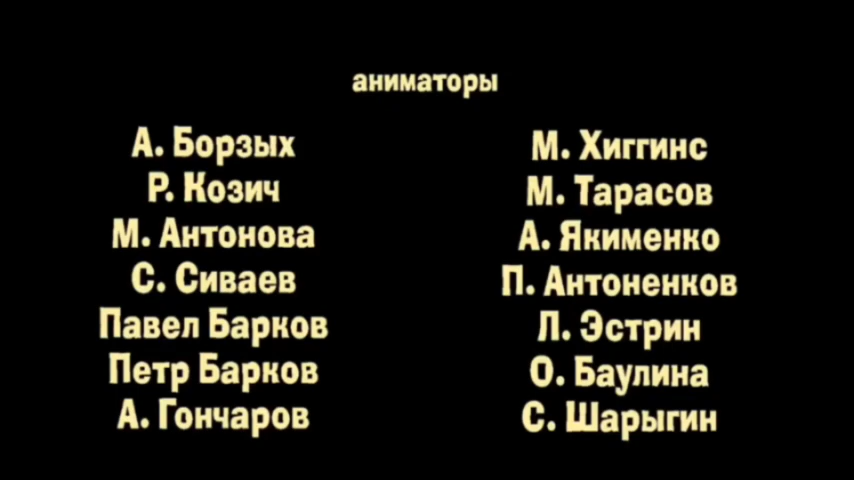 аниматоры
А. Борзых
Р. Козич
М. Антонова
С. Сиваев
Павел Барков
Петр Барков
А. Гончаров
М. Хиггинс
М. Тарасов
А. Якименко
П. Антоненков
Л. Эстрин
О. Баулина
С. Шарыгин